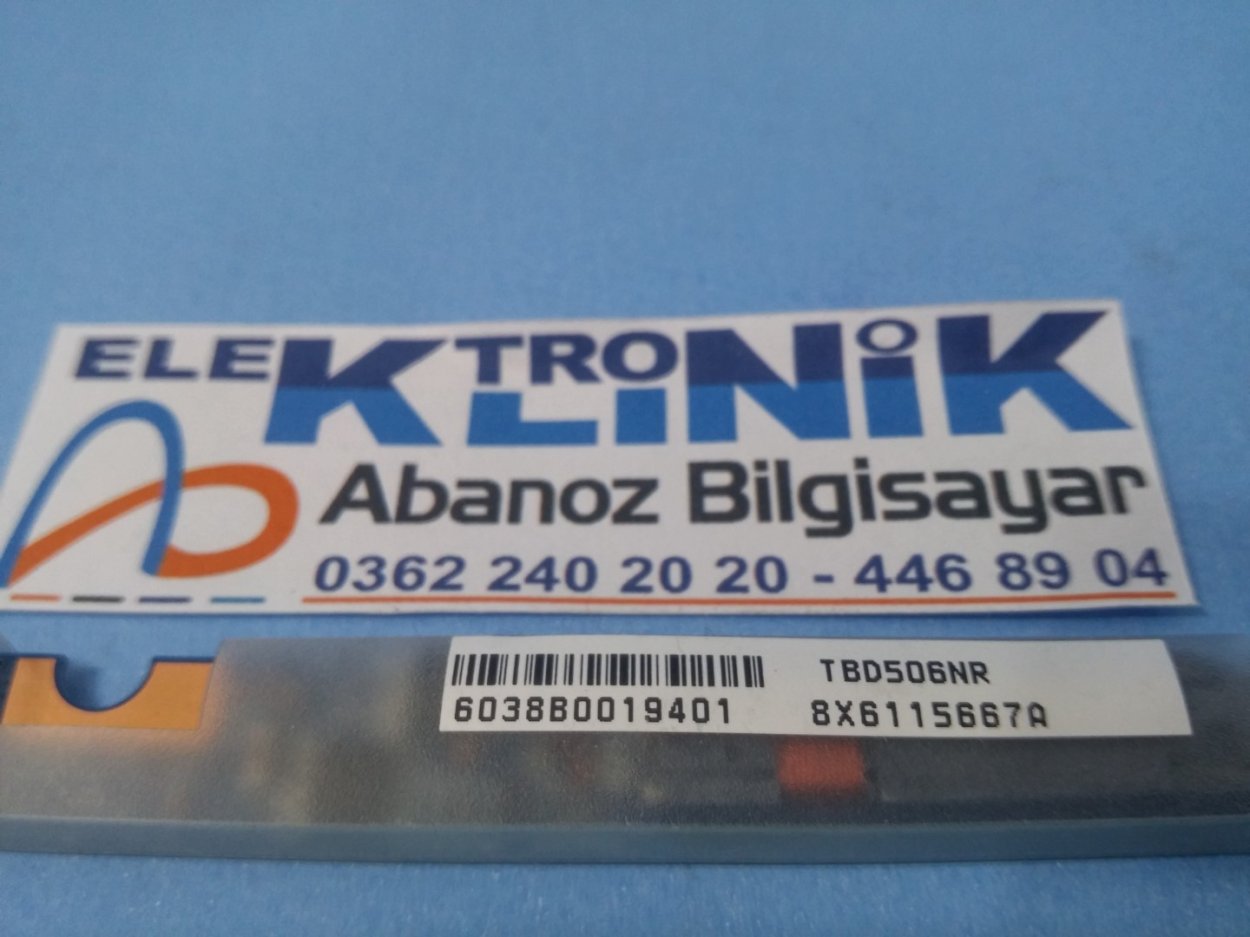 ELEKTRONiK
KLiNiK
Abanoz Bilgisayar
0362 240 20 20 - 446 89 04
TBD506NR
6038B0019401 8X6115667A